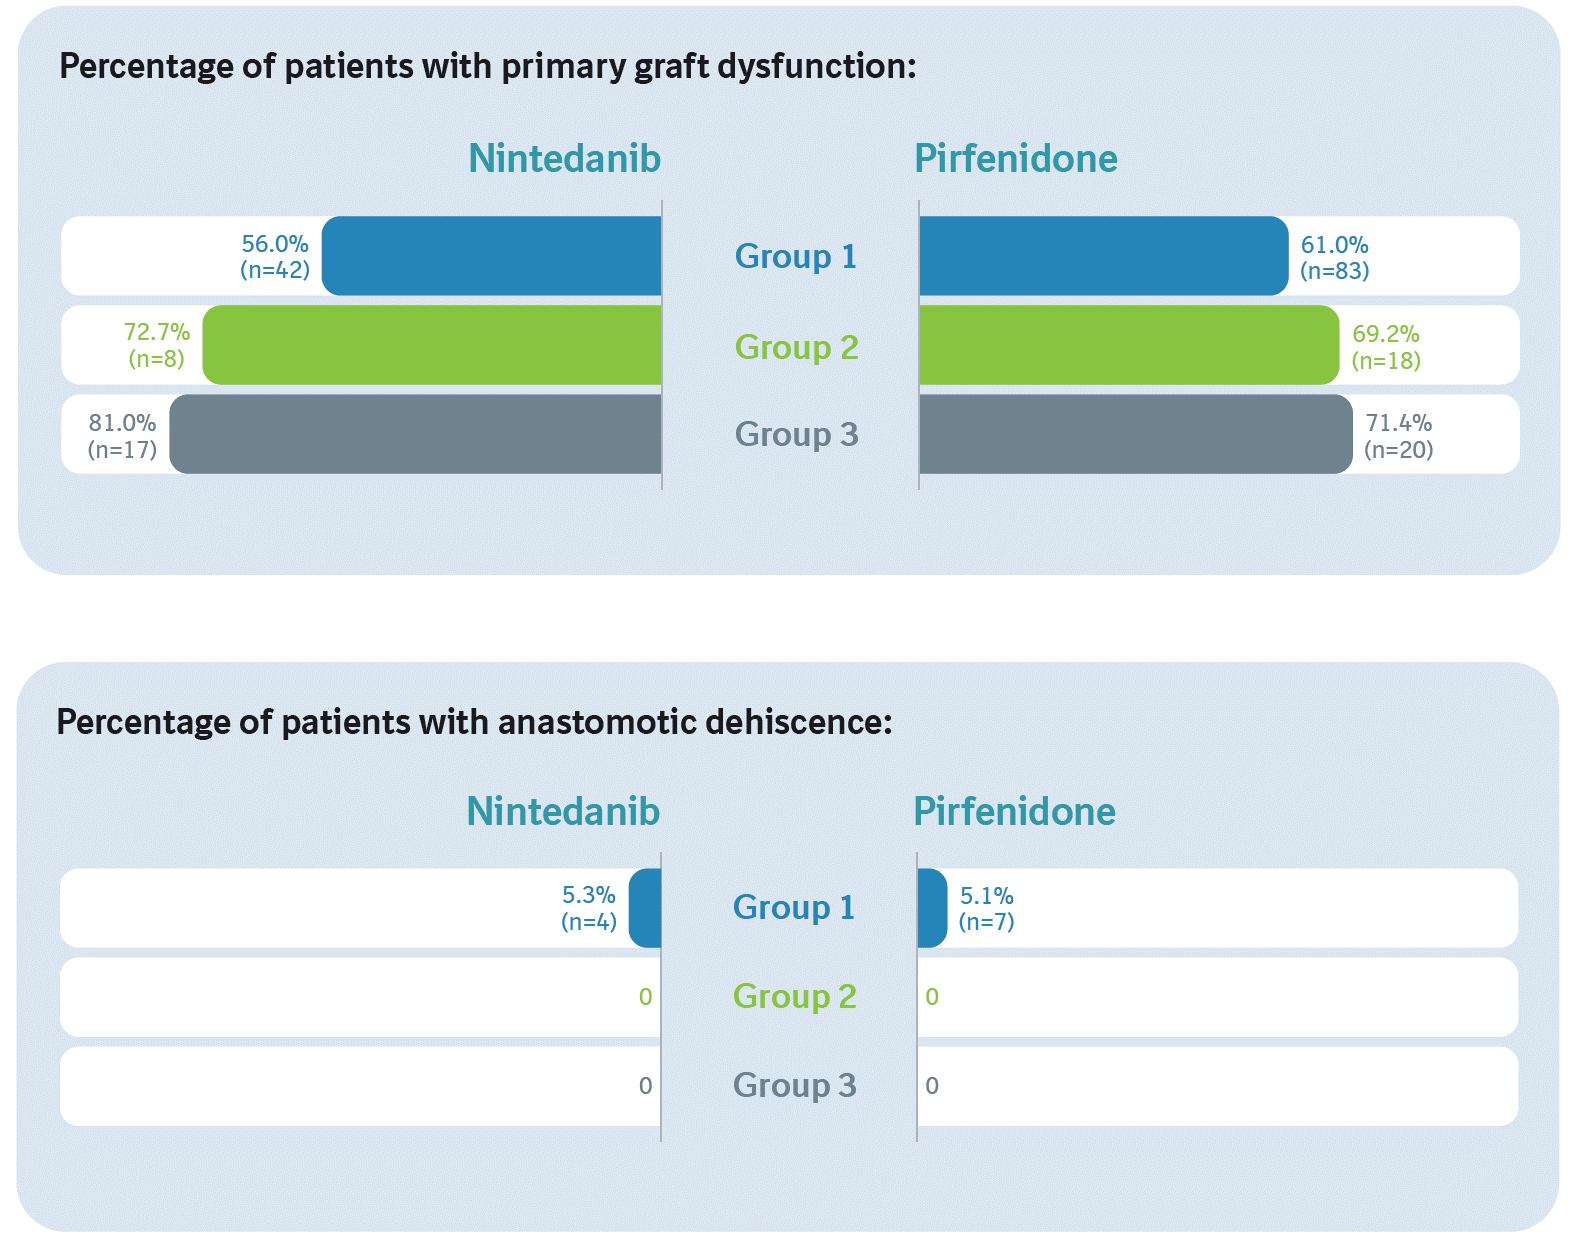 Percentage of patients with primary graft dysfunction:
Nintedanib
Pirfenidone
56.0%
(n=42)
Group 1
61.0%
(n=83)
72.7%
(n=8)
Group 2
69.2%
(n=18)
81.0%
(n=17)
Group 3
71.4%
(n=20)
Percentage of patients with anastomotic dehiscence:
Nintedanib
Pirfenidone
5.3%
(n=4)
Group 1
5.1%
(n=7)
0
Group 2
0
0
Group 3
0